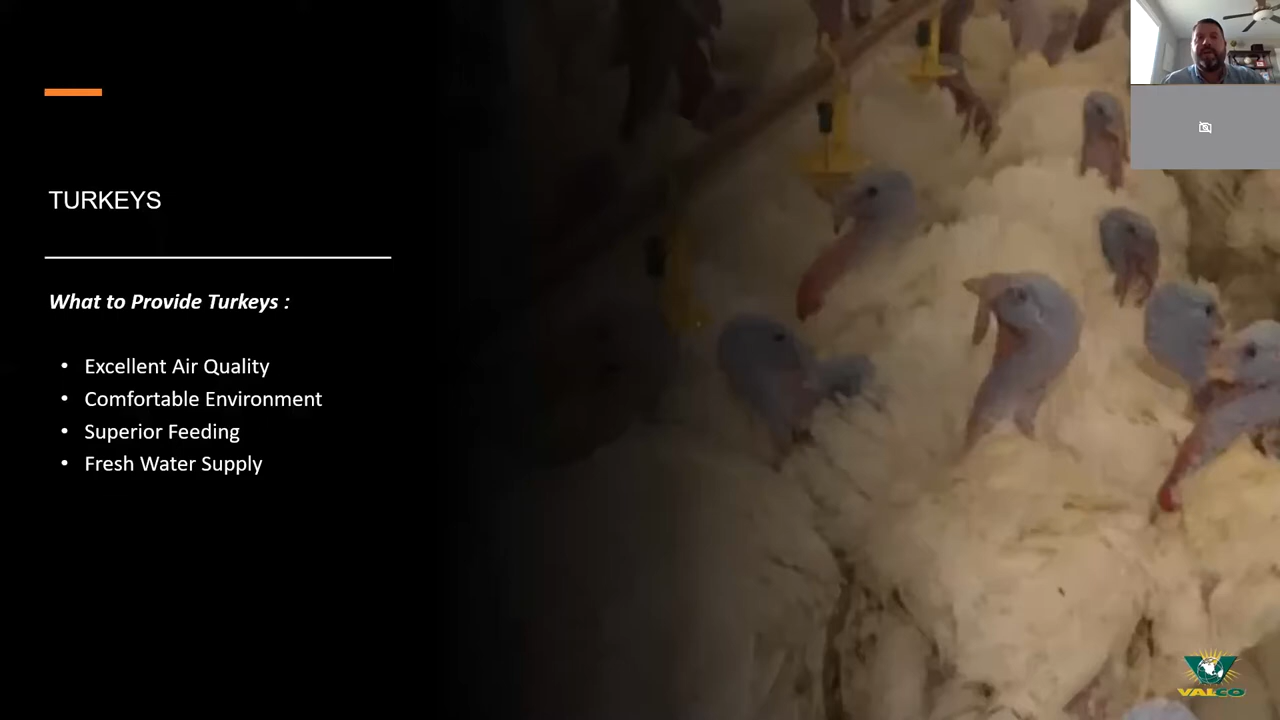 TURKEYS
What to Provide Turkeys :
• Excellent Air Quality
• Comfortable Environment
• Superior Feeding
• Fresh Water Supply
VALCO